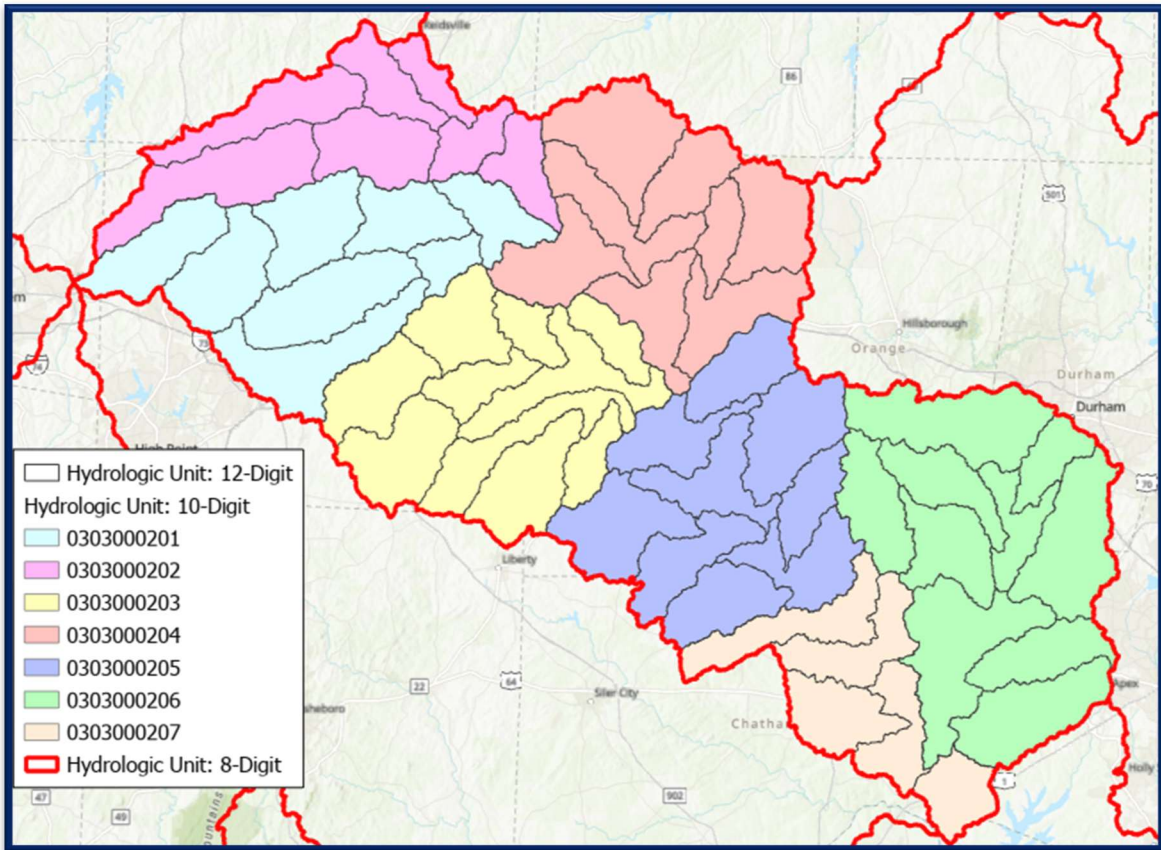 Reidsville
86
501
Hillsborough
Orange
Durham
Durham
73
74
High Point
70
Hydrologic Unit: 12-Digit
Hydrologic Unit: 10-Digit
0303000201
0303000202
0303000203
0303000204
0303000205
0303000206
0303000207
Hydrologic Unit: 8-Digit
Liberty
22
64
Siler City
sheboro
Chatha
Apex
Holly
1
47
49
902
ountains